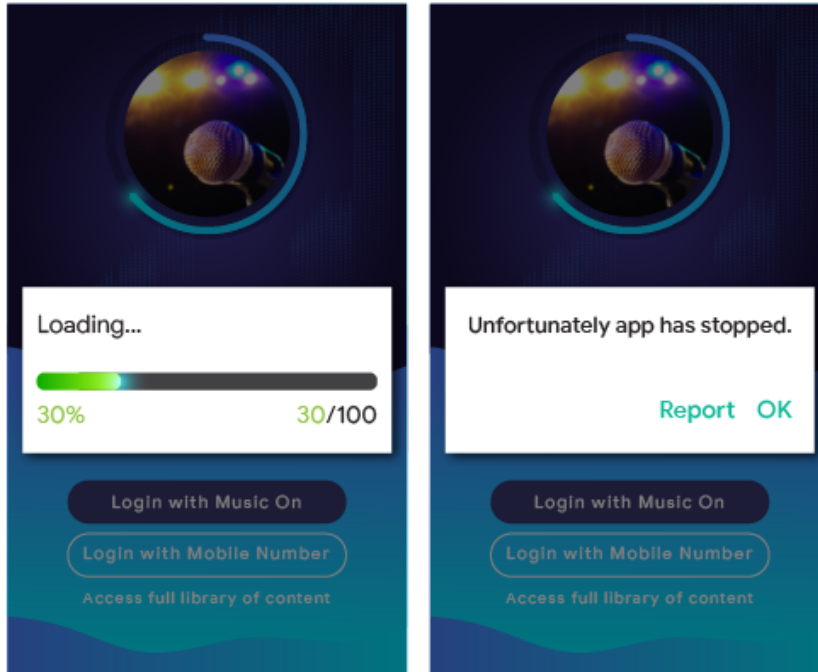 Loading...
30%
30/100
Login with Music On
Login with Mobile Number
Access full library of content
Unfortunately app has stopped.
Report OK
Login with Music On
Login with Mobile Number
Access full library of content